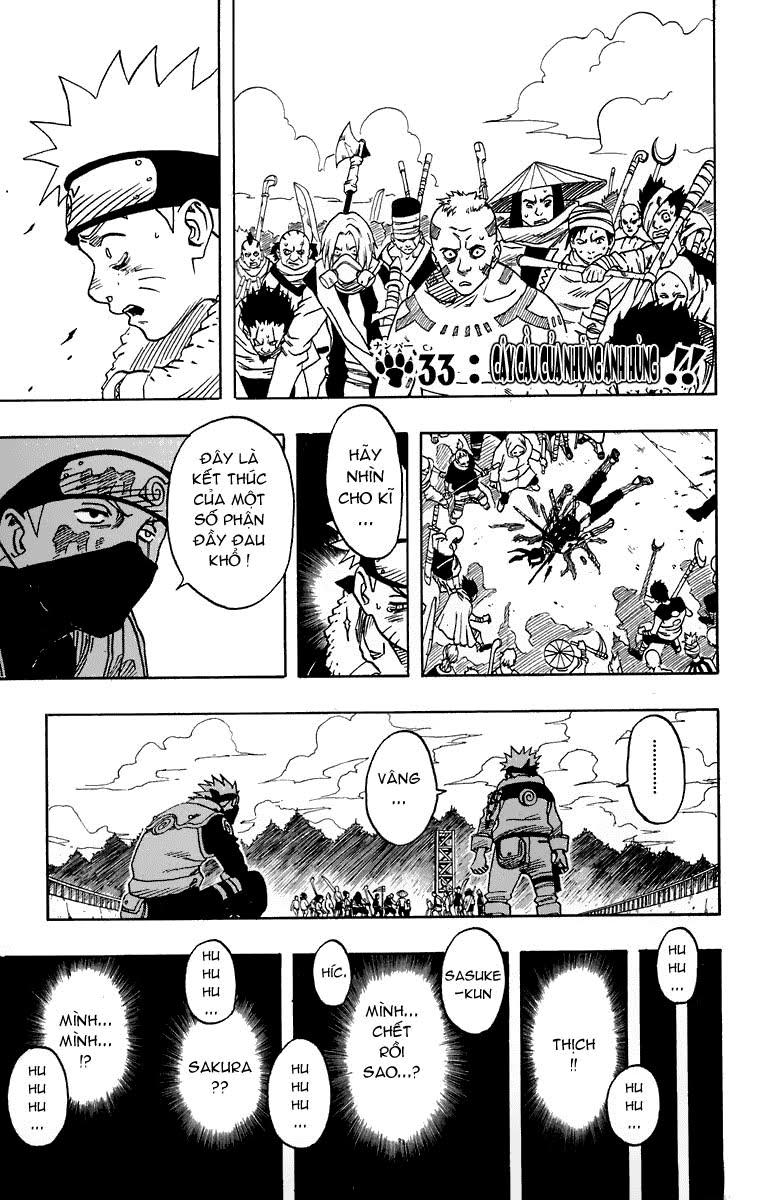 33 : CÂY CẦU CỦA NHỮNG ANH HÙNG !!
HÃY
NHÌN
CHO KĨ
...
ĐÂY LÀ
KẾT THÚC
CỦA MỘT
SỐ PHẬN
ĐẦY ĐAU
KHỔ !
..........
VÂNG
...
HU
HU
...
HU
HU
HU
...
THỊCH
!!
SASUKE
-KUN
MÌNH...
CHẾT
RỒI
SAO...?
HÍC.
HU
HU
HU
...
HU
HU
HU
...
SAKURA
??
MÌNH...
MÌNH...
!?
HU
HU
HU
...